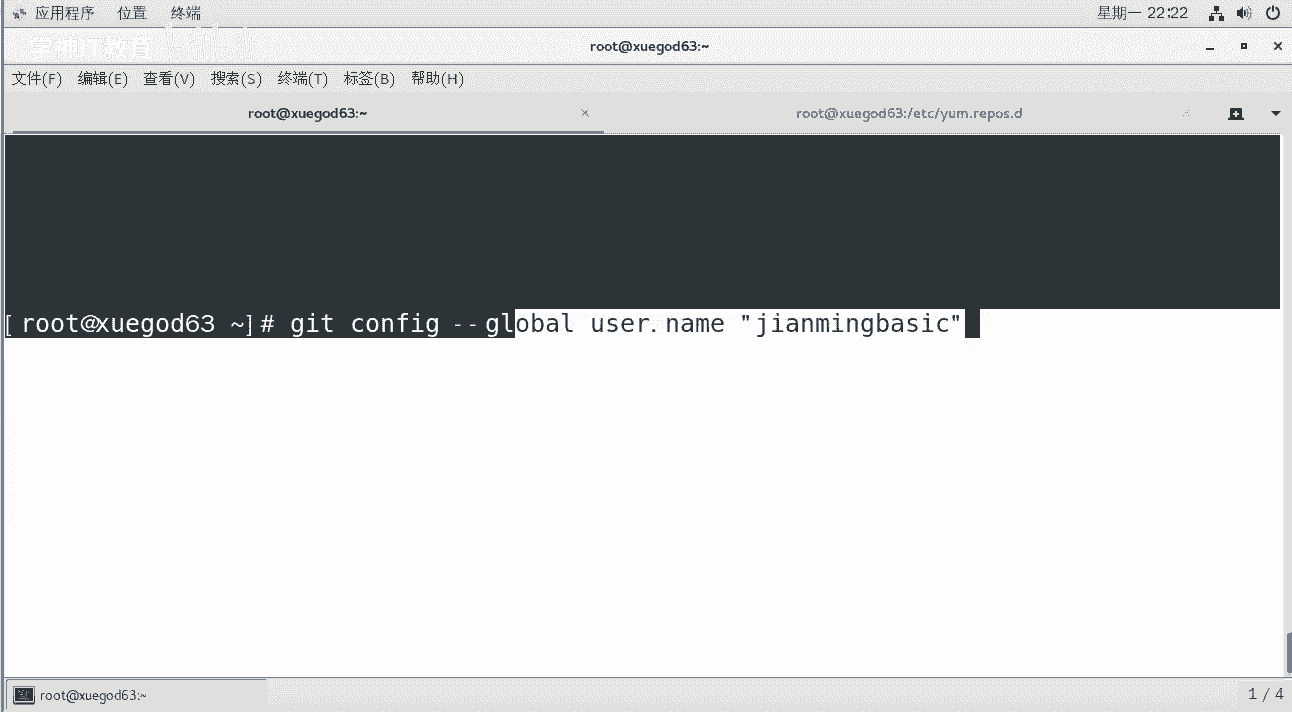 应用程序 位置 终端 星期一 22:22
学神IT教育
root@xuegod63:~
文件(F) 编辑(E) 查看(V) 搜索(S) 终端(T) 标签(B) 帮助(H)
root@xuegod63:~ root@xuegod63:/etc/yum.repos.d
[root@xuegod63 ~]# git config --global user.name "jianmingbasic"
root@xuegod63:~ 1 / 4